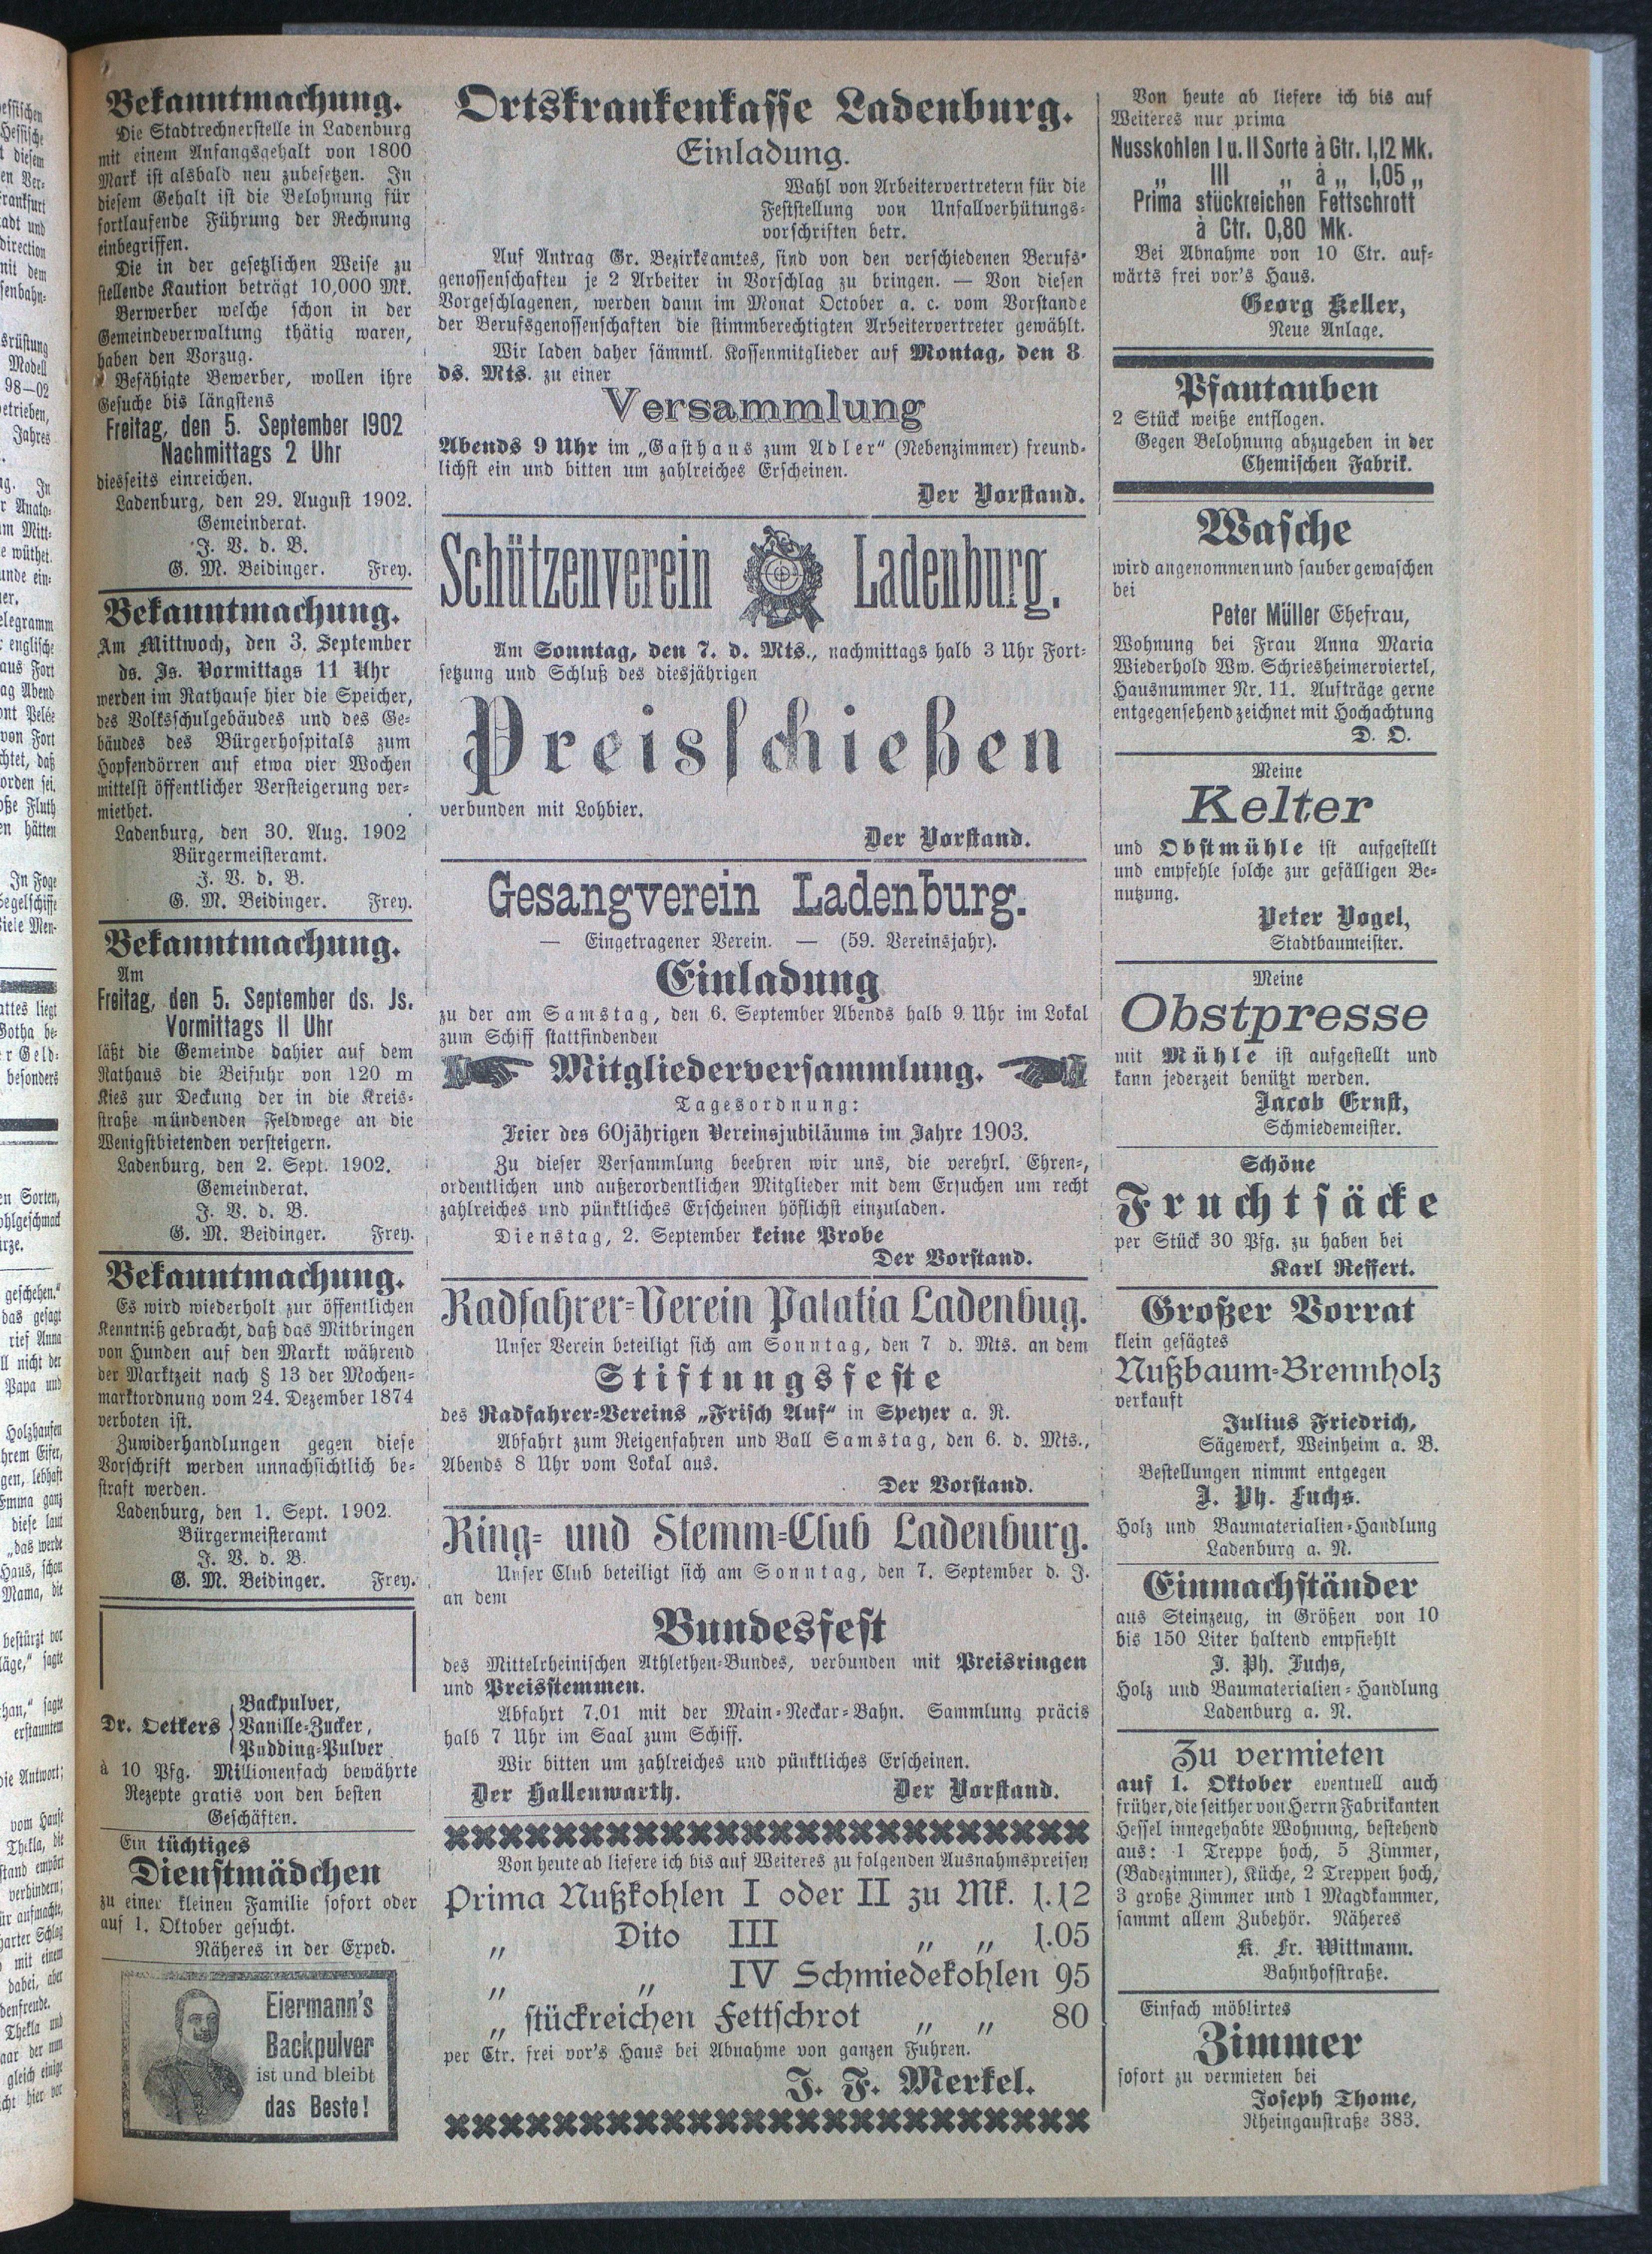 Bekanntmachung.
Die Stadtrechnerstelle in Ladenburg
mit einem Anfangsgehalt von 1800
Mark ist alsbald neu zubesetzen. In
diesem Gehalt ist die Belohnung für
fortlaufende Führung der Rechnung
einbegriffen.
Die in der gesetzlichen Weise zu
stellende Kaution beträgt 10,000 Mk.
Berwerber welche schon in der
Gemeindeverwaltung thätig waren,
haben den Vorzug.
Befähigte Bewerber, wollen ihre
Gesuche bis längstens
Freitag, den 5. September 1902
Nachmittags 2 Uhr
diesseits einreichen.
Ladenburg, den 29. August 1902.
Gemeinderat.
J. V. d. B.
G. M. Beidinger. Frey.
Bekanntmachung.
Am Mittwoch, den 3. September
ds. Js. Vormittags 11 Uhr
werden im Rathause hier die Speicher,
des Volksschulgebäudes und des Ge-
bäudes des Bürgerhospitals zum
Hopfendörren auf etwa vier Wochen
mittelst öffentlicher Versteigerung ver-
miethet.
Ladenburg, den 30. Aug. 1902
Bürgermeisteramt.
J. V. d. B.
G. M. Beidinger. Frey.
Bekanntmachung.
Am
Freitag, den 5. September ds. Js.
Vormittags 11 Uhr
läßt die Gemeinde dahier auf dem
Rathaus die Beifuhr von 120 m
Kies zur Deckung der in die Kreis-
straße mündenden Feldwege an die
Wenigstbietenden versteigern.
Ladenburg, den 2. Sept. 1902.
Gemeinderat.
J. V. d. B.
G. M. Beidinger. Frey.
Bekanntmachung.
Es wird wiederholt zur öffentlichen
Kenntniß gebracht, daß das Mitbringen
von Hunden auf den Markt während
der Marktzeit nach § 13 der Wochen-
marktordnung vom 24. Dezember 1874
verboten ist.
Zuwiderhandlungen gegen diese
Vorschrift werden unnachsichtlich be-
straft werden.
Ladenburg, den 1. Sept. 1902.
Bürgermeisteramt
J. V. d. B.
G. M. Beidinger. Frey.
Backpulver,
Dr. Oetkers Vanille-Zucker,
Pudding-Pulver
à 10 Pfg. Millionenfach bewährte
Rezepte gratis von den besten
Geschäften.
Ein tüchtiges
Dienstmädchen
zu einer kleinen Familie sofort oder
auf 1. Oktober gesucht.
Näheres in der Exped.
Eiermann's
Backpulver
ist und bleibt
das Beste!
Ortskrankenkasse Ladenburg.
Einladung.
Wahl von Arbeitervertretern für die
Feststellung von Unfallverhütungs-
vorschriften betr.
Auf Antrag Gr. Bezirksamtes, sind von den verschiedenen Berufs-
genossenschaften je 2 Arbeiter in Vorschlag zu bringen. — Von diesen
Vorgeschlagenen, werden dann im Monat October a. c. vom Vorstande
der Berufsgenossenschaften die stimmberechtigten Arbeitervertreter gewählt.
Wir laden daher sämmtl. Kassenmitglieder auf Montag, den 8
ds. Mts. zu einer
Versammlung
Abends 9 Uhr im „Gasthaus zum Adler“ (Nebenzimmer) freund-
lichst ein und bitten um zahlreiches Erscheinen.
Der Vorstand.
Schützenverein Ladenburg.
Am Sonntag, den 7. d. Mts., nachmittags halb 3 Uhr Fort-
setzung und Schluß des diesjährigen
Preisschießen
verbunden mit Lohbier.
Der Vorstand.
Gesangverein Ladenburg.
— Eingetragener Verein. — (59. Vereinsjahr).
Einladung
zu der am Samstag, den 6. September Abends halb 9 Uhr im Lokal
zum Schiff stattfindenden
Mitgliederversammlung.
Tagesordnung:
Feier des 60jährigen Vereinsjubiläums im Jahre 1903.
Zu dieser Versammlung beehren wir uns, die verehrl. Ehren-,
ordentlichen und außerordentlichen Mitglieder mit dem Ersuchen um recht
zahlreiches und pünktliches Erscheinen höflichst einzuladen.
Dienstag, 2. September keine Probe
Der Vorstand.
Radfahrer-Verein Palatia Ladenbug.
Unser Verein beteiligt sich am Sonntag, den 7 d. Mts. an dem
Stiftungsfeste
des Radfahrer-Vereins „Frisch Auf“ in Speyer a. R.
Abfahrt zum Reigenfahren und Ball Samstag, den 6. d. Mts.,
Abends 8 Uhr vom Lokal aus.
Der Vorstand.
Ring- und Stemm-Club Ladenburg.
Unser Club beteiligt sich am Sonntag, den 7. September d. J.
an dem
Bundesfest
des Mittelrheinischen Athlethen-Bundes, verbunden mit Preisringen
und Preisstemmen.
Abfahrt 7.01 mit der Main-Neckar-Bahn. Sammlung präcis
halb 7 Uhr im Saal zum Schiff.
Wir bitten um zahlreiches und pünktliches Erscheinen.
Der Hallenwarth. Der Vorstand.
Von heute ab liefere ich bis auf Weiteres zu folgenden Ausnahmspreisen
Prima Nußkohlen I oder II zu Mk. 1.12
„ Dito III „ „ 1.05
„ „ IV Schmiedekohlen 95
„ stückreichen Fettschrot „ „ 80
per Ctr. frei vor's Haus bei Abnahme von ganzen Fuhren.
J. F. Merkel.
Von heute ab liefere ich bis auf
Weiteres nur prima
Nusskohlen I u. II Sorte à Gtr. 1,12 Mk.
„ III „ à „ 1,05 „
Prima stückreichen Fettschrott
à Ctr. 0,80 Mk.
Bei Abnahme von 10 Ctr. auf-
wärts frei vor's Haus.
Georg Keller,
Neue Anlage.
Pfautauben
2 Stück weiße entflogen.
Gegen Belohnung abzugeben in der
Chemischen Fabrik.
Wasche
wird angenommen und sauber gewaschen
bei
Peter Müller Ehefrau,
Wohnung bei Frau Anna Maria
Wiederhold Ww. Schriesheimerviertel,
Hausnummer Nr. 11. Aufträge gerne
entgegensehend zeichnet mit Hochachtung
D. O.
Meine
Kelter
und Obstmühle ist aufgestellt
und empfehle solche zur gefälligen Be-
nutzung.
Peter Vogel,
Stadtbaumeister.
Meine
Obstpresse
mit Mühle ist aufgestellt und
kann jederzeit benützt werden.
Jacob Ernst,
Schmiedemeister.
Schöne
Fruchtsäcke
per Stück 30 Pfg. zu haben bei
Karl Reffert.
Großer Vorrat
klein gesägtes
Nußbaum-Brennholz
verkauft
Julius Friedrich,
Sägewerk, Weinheim a. B.
Bestellungen nimmt entgegen
J. Ph. Fuchs.
Holz und Baumaterialien-Handlung
Ladenburg a. N.
Einmachständer
aus Steinzeug, in Größen von 10
bis 150 Liter haltend empfiehlt
J. Ph. Fuchs,
Holz und Baumaterialien-Handlung
Ladenburg a. N.
Zu vermieten
auf 1. Oktober eventuell auch
früher, die seither von Herrn Fabrikanten
Hessel innegehabte Wohnung, bestehend
aus: 1 Treppe hoch, 5 Zimmer,
(Badezimmer), Küche, 2 Treppen hoch,
3 große Zimmer und 1 Magdkammer,
sammt allem Zubehör. Näheres
K. Fr. Wittmann.
Bahnhofstraße.
Einfach möblirtes
Zimmer
sofort zu vermieten bei
Joseph Thome,
Rheingaustraße 383.